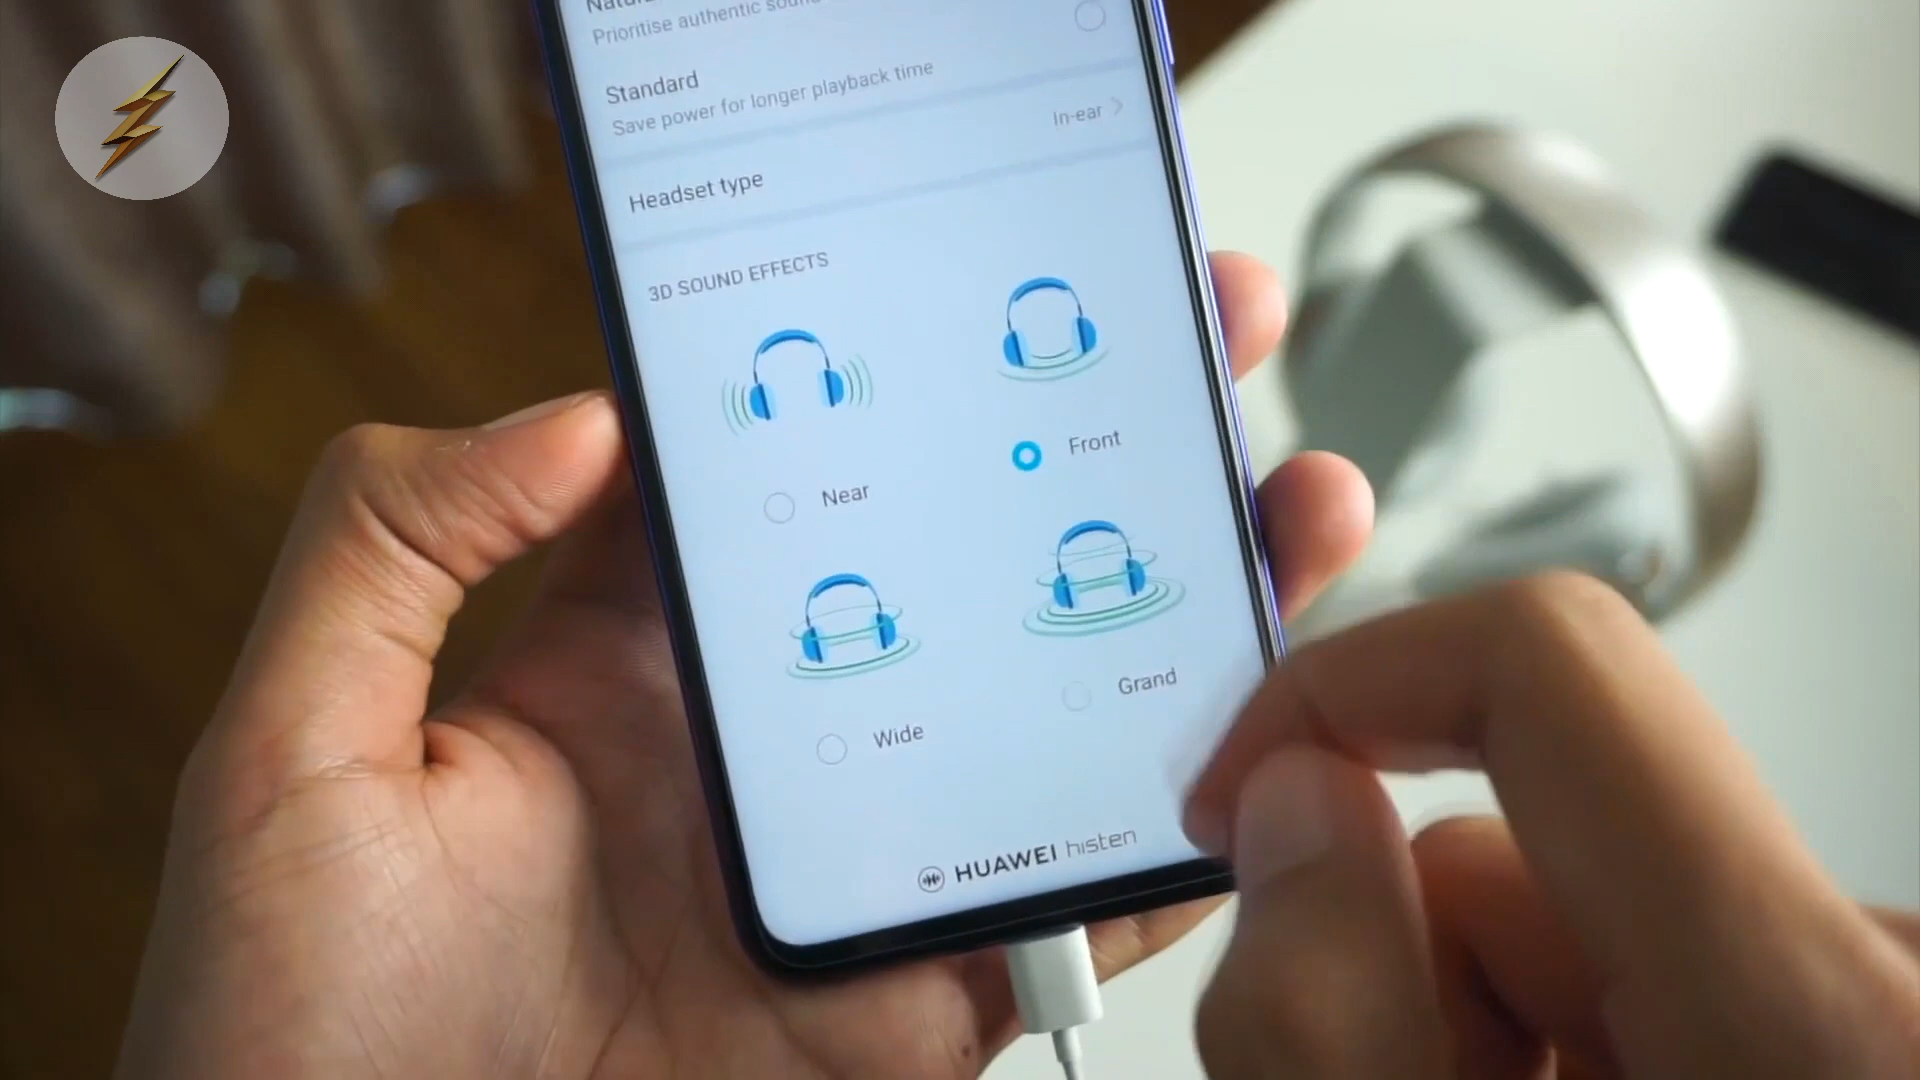 Prioritise authentic sound
Standard
Save power for longer playback time
Headset type
In-ear
3D SOUND EFFECTS
Near
Front
Wide
Grand
HUAWEI histen